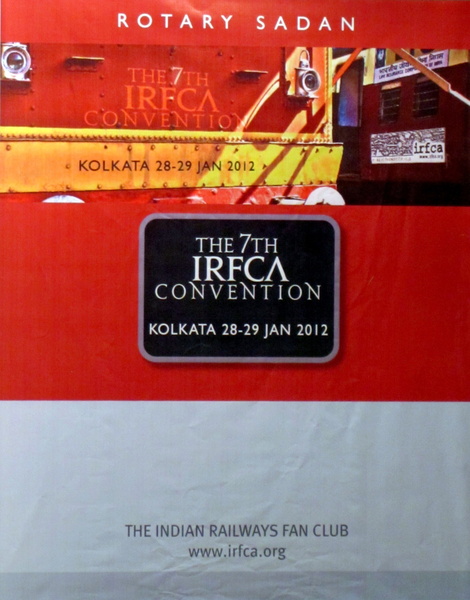 ROTARY SADAN
THE 7TH
IRFCA
CONVENTION
KOLKATA 28-29 JAN 2012
irfca
THE 7TH
IRFCA
CONVENTION
KOLKATA 28-29 JAN 2012
THE INDIAN RAILWAYS FAN CLUB
www.irfca.org